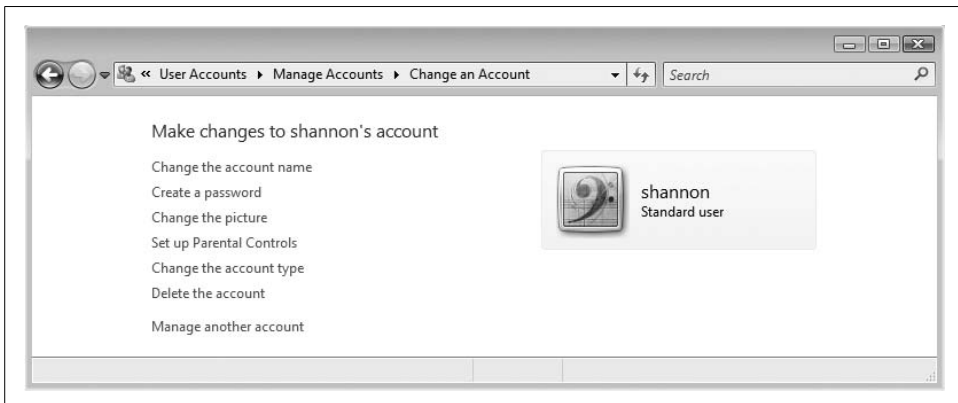 « User Accounts ▸ Manage Accounts ▸ Change an Account
Search
Make changes to shannon's account
Change the account name
Create a password
Change the picture
Set up Parental Controls
Change the account type
Delete the account
Manage another account
shannon
Standard user